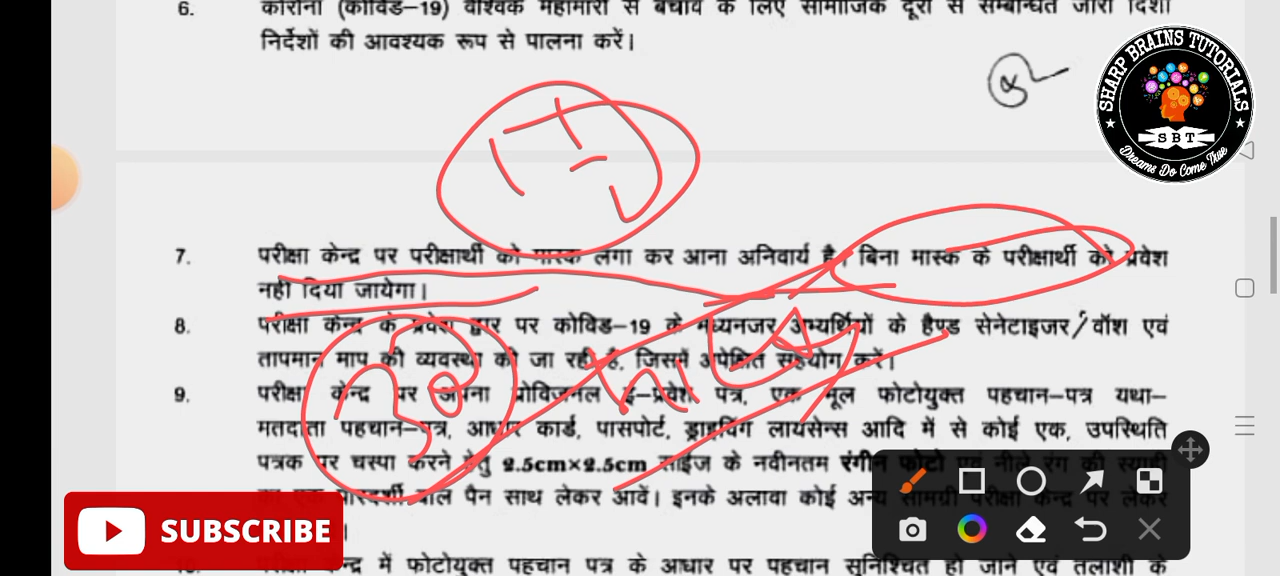 6. कोरोना (कोविड-19) वैश्विक महामारी से बचाव के लिए सामाजिक दूरी से सम्बन्धित जारी दिशा
निर्देशों की आवश्यक रूप से पालना करें।
SHARP BRAINS TUTORIALS
SBT
Dreams Do Come True
7. परीक्षा केन्द्र पर परीक्षार्थी को मास्क लगा कर आना अनिवार्य है। बिना मास्क के परीक्षार्थी को प्रवेश
नही दिया जायेगा।
8. परीक्षा केन्द्र के प्रवेश द्वार पर कोविड-19 के मध्यनजर अभ्यर्थियों के हैण्ड सेनेटाइजर/वॉश एवं
तापमान माप की व्यवस्था की जा रही है, जिसमें अपेक्षित सहयोग करें।
9. परीक्षा केन्द्र पर अपना प्रोविजनल ई-प्रवेश पत्र, एक मूल फोटोयुक्त पहचान-पत्र यथा-
मतदाता पहचान-पत्र, आधार कार्ड, पासपोर्ट, ड्राइविंग लायसेन्स आदि में से कोई एक, उपस्थिति
पत्रक पर चस्पा करने हेतु 2.5cm×2.5cm साईज के नवीनतम रंगीन फोटो एवं नीले रंग की स्याही
का एक पारदर्शी बाल पैन साथ लेकर आवें। इनके अलावा कोई अन्य सामग्री परीक्षा केन्द्र पर लेकर
SUBSCRIBE
केन्द्र में फोटोयुक्त पहचान पत्र के आधार पर पहचान सुनिश्चित हो जाने एवं तलाशी के